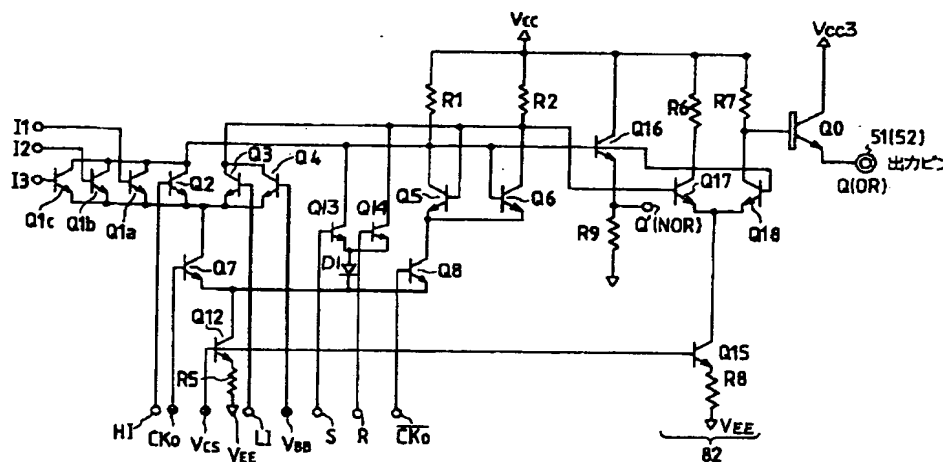 Vcc
Vcc3
R1
R2
R6
R7
Q16
Q0
51(52)
出力ピン
Q(OR)
I1
I2
I3
Q3
Q4
Q2
Q1c
Q1b
Q1a
Q5
Q6
Q17
Q18
Q13
Q14
Q'(NOR)
R9
D1
Q7
Q8
Q12
Q15
R5
R8
HI
CKo
VCS
VEE
LI
VBB
S
R
CKo
VEE
82